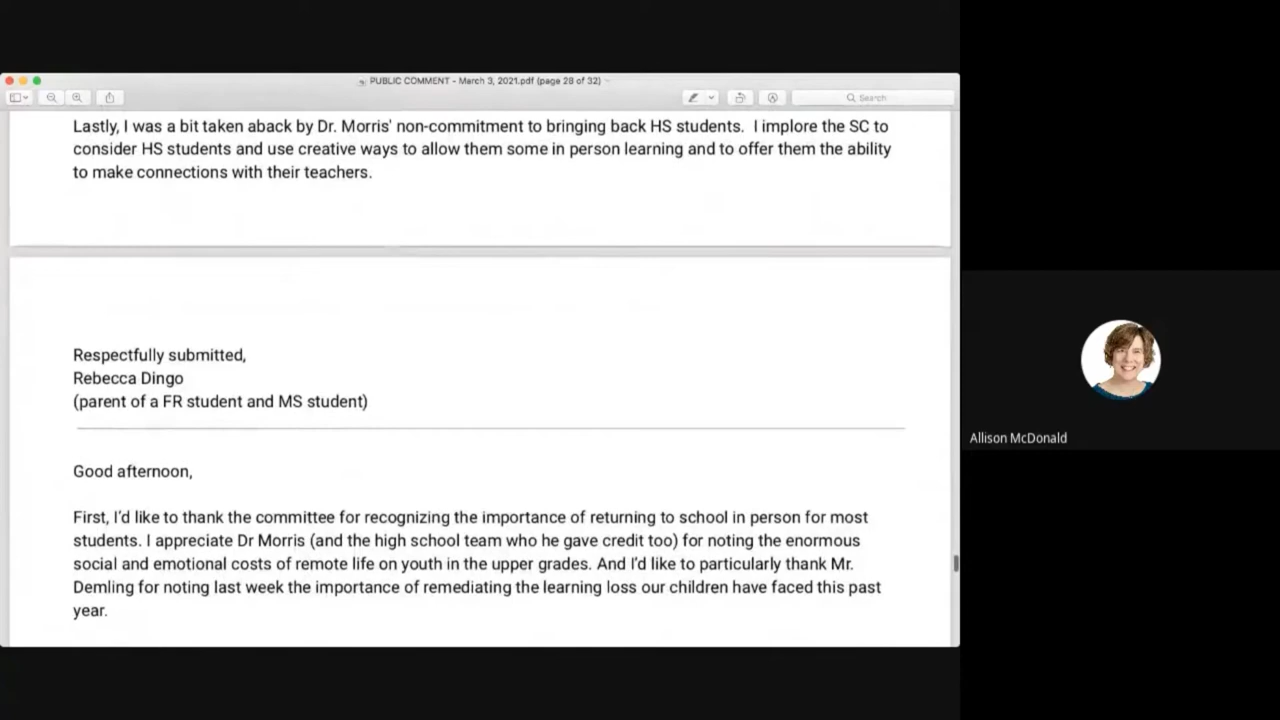 PUBLIC COMMENT - March 3, 2021.pdf (page 28 of 32)
Search
Lastly, I was a bit taken aback by Dr. Morris' non-commitment to bringing back HS students.  I implore the SC to
consider HS students and use creative ways to allow them some in person learning and to offer them the ability
to make connections with their teachers.
Respectfully submitted,
Rebecca Dingo
(parent of a FR student and MS student)
Good afternoon,
First, I'd like to thank the committee for recognizing the importance of returning to school in person for most
students. I appreciate Dr Morris (and the high school team who he gave credit too) for noting the enormous
social and emotional costs of remote life on youth in the upper grades. And I'd like to particularly thank Mr.
Demling for noting last week the importance of remediating the learning loss our children have faced this past
year.
Allison McDonald